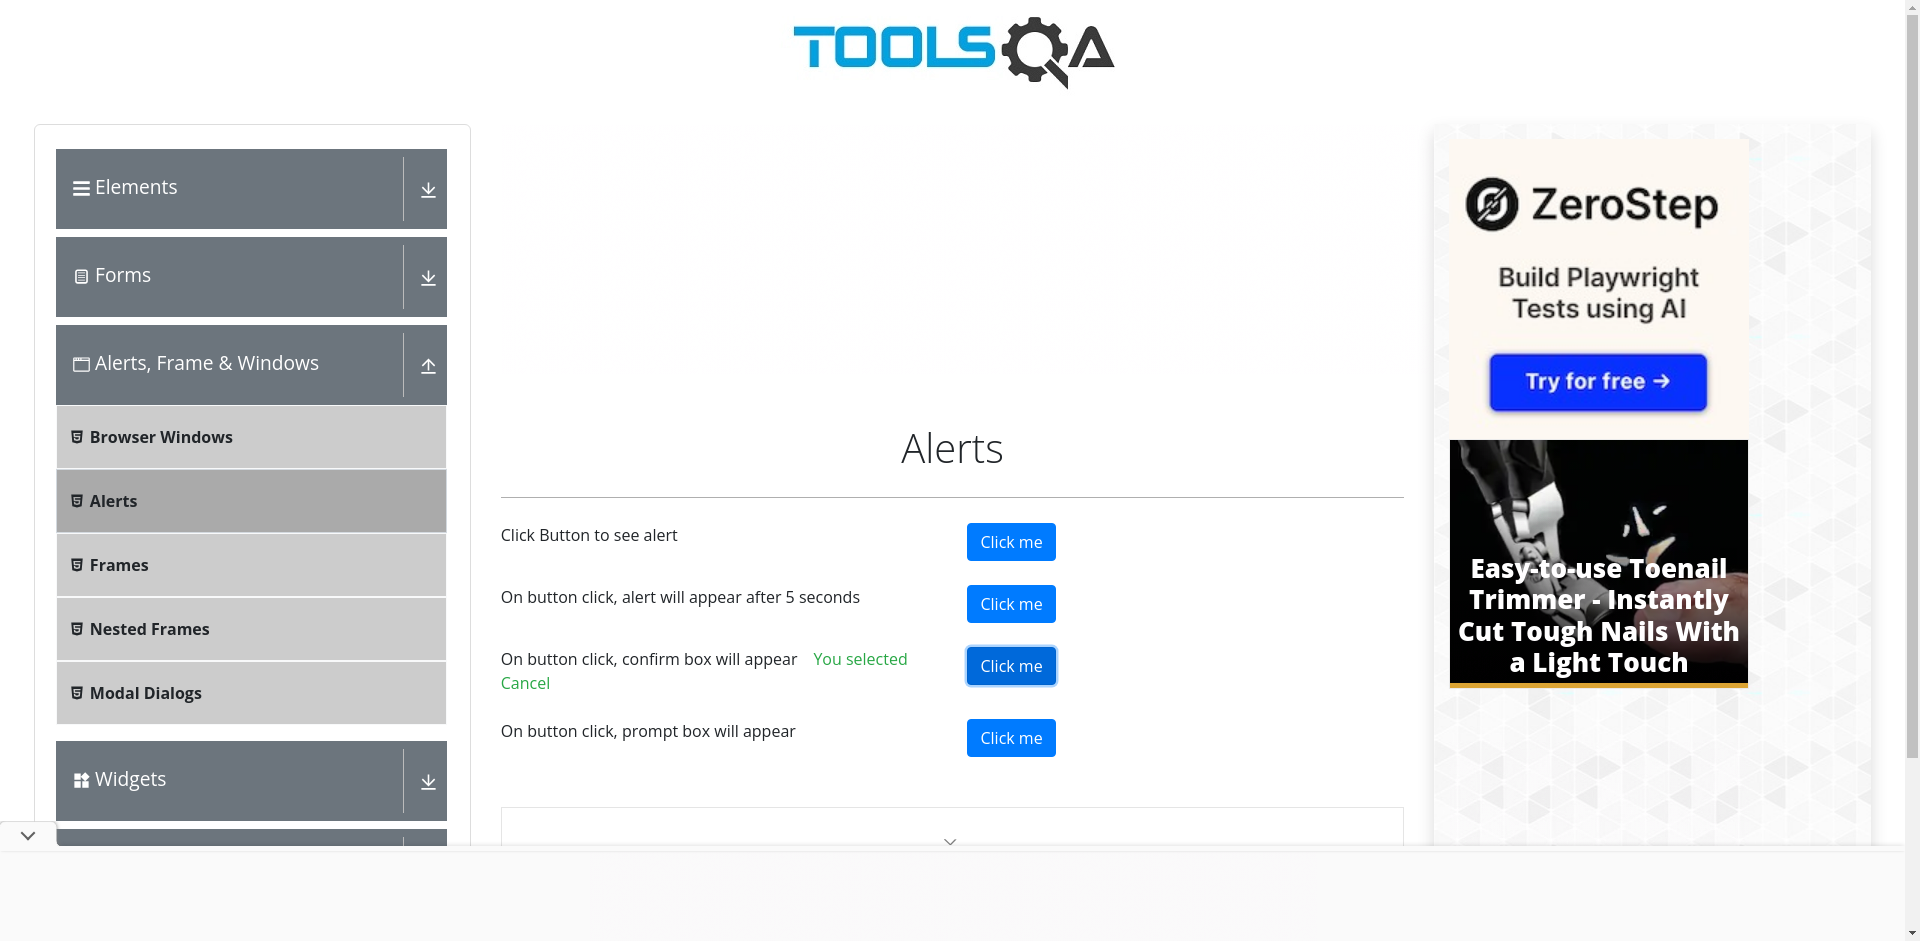 TOOLSQA
Elements
Forms
Alerts, Frame & Windows
Browser Windows
Alerts
Frames
Nested Frames
Modal Dialogs
Widgets
Alerts
Click Button to see alert
Click me
On button click, alert will appear after 5 seconds
Click me
On button click, confirm box will appear You selected
Cancel
Click me
On button click, prompt box will appear
Click me
ZeroStep
Build Playwright
Tests using AI
Try for free →
Easy-to-use Toenail
Trimmer - Instantly
Cut Tough Nails With
a Light Touch